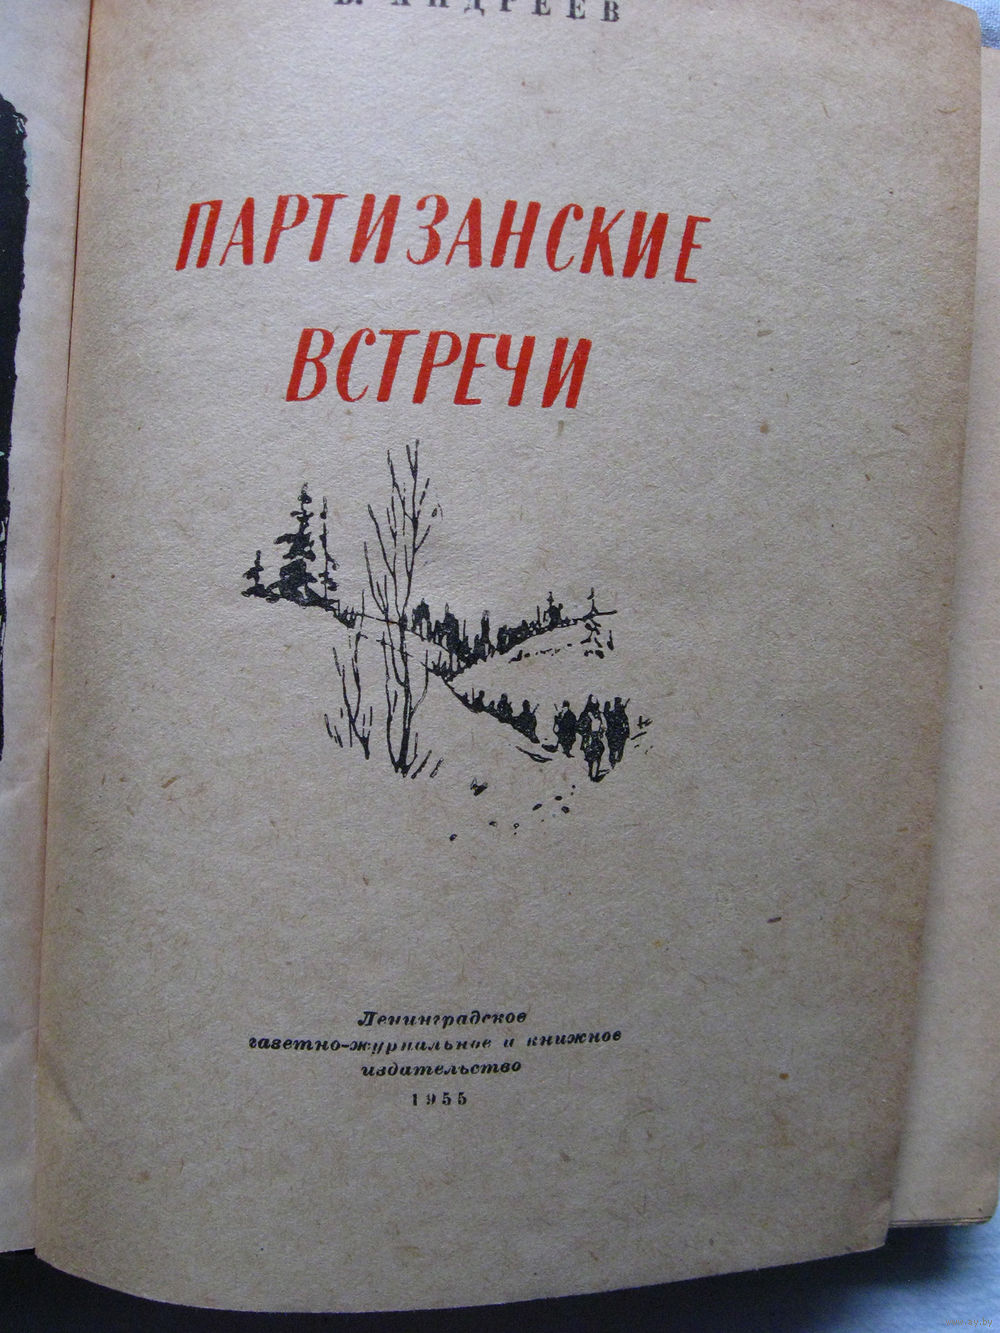 В. АНДРЕЕВ
ПАРТИЗАНСКИЕ
ВСТРЕЧИ
Ленинградское
газетно-журнальное и книжное
издательство
1955
www.ay.by